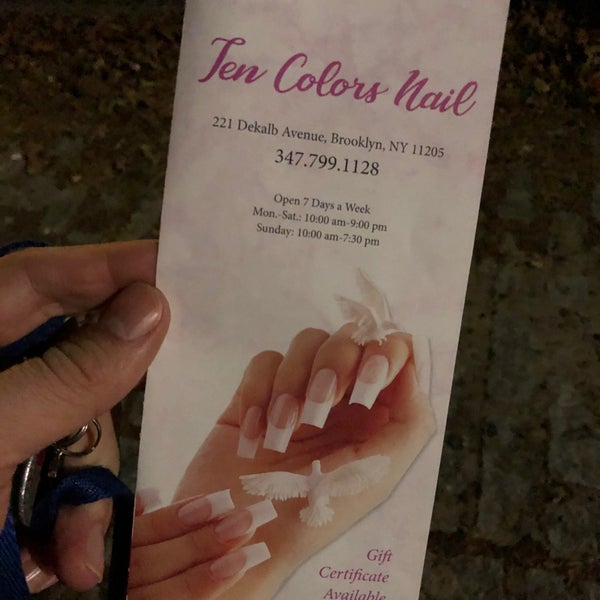 Ten Colors Nail
221 Dekalb Avenue, Brooklyn, NY 11205
347.799.1128
Open 7 Days a Week
Mon.-Sat.: 10:00 am-9:00 pm
Sunday: 10:00 am-7:30 pm
Gift
Certificate
Available